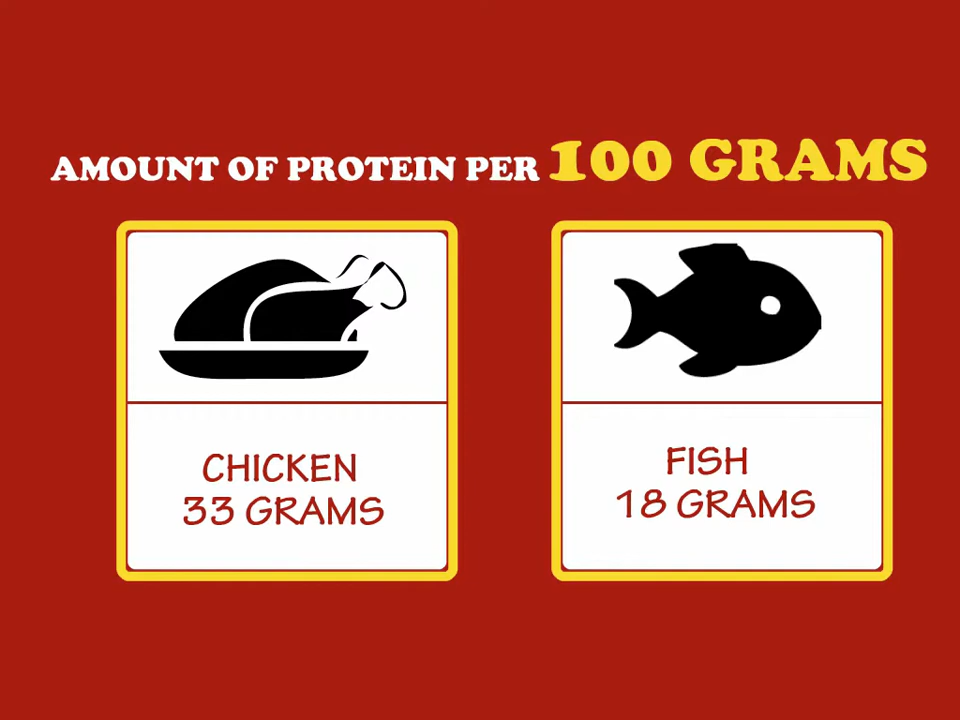 AMOUNT OF PROTEIN PER 100 GRAMS
CHICKEN
33 GRAMS
FISH
18 GRAMS